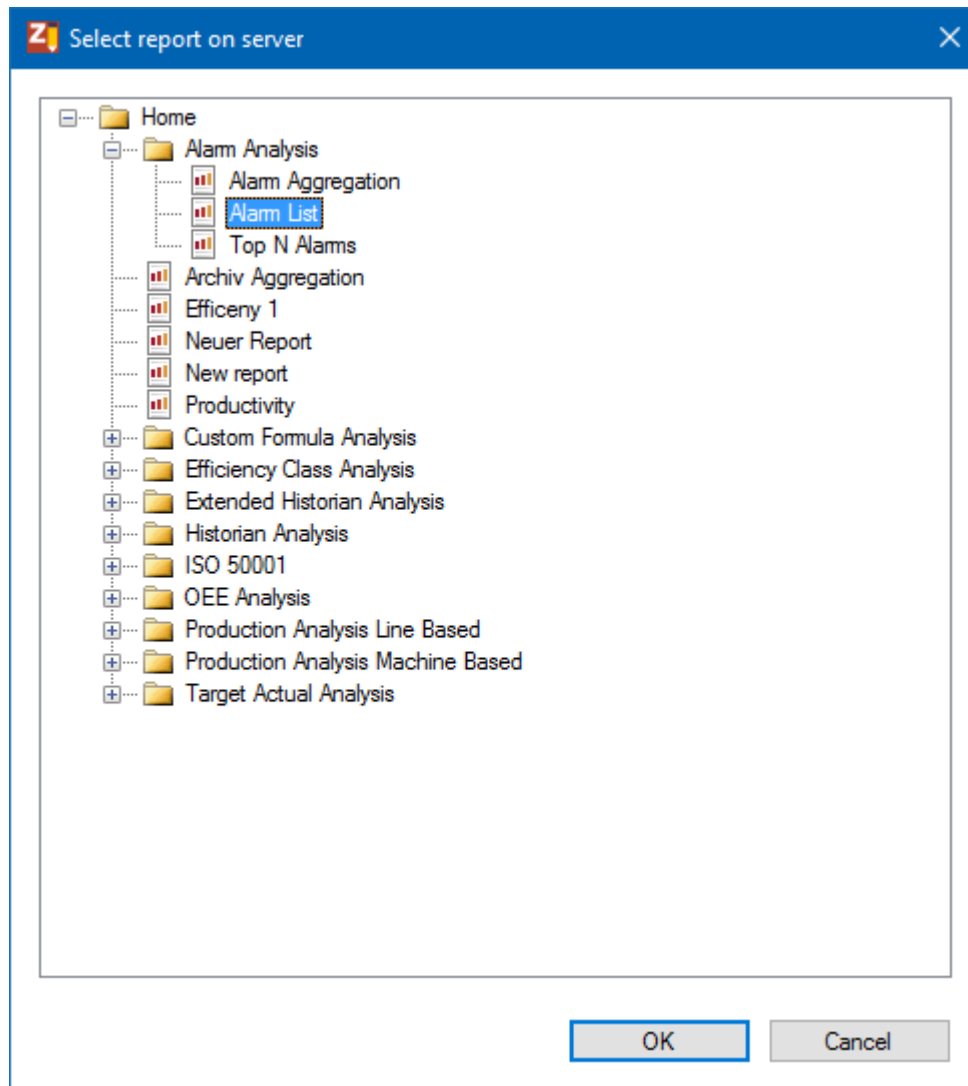 Select report on server
Home
Alarm Analysis
Alarm Aggregation
Alarm List
Top N Alarms
Archiv Aggregation
Efficeny 1
Neuer Report
New report
Productivity
Custom Formula Analysis
Efficiency Class Analysis
Extended Historian Analysis
Historian Analysis
ISO 50001
OEE Analysis
Production Analysis Line Based
Production Analysis Machine Based
Target Actual Analysis
OK Cancel